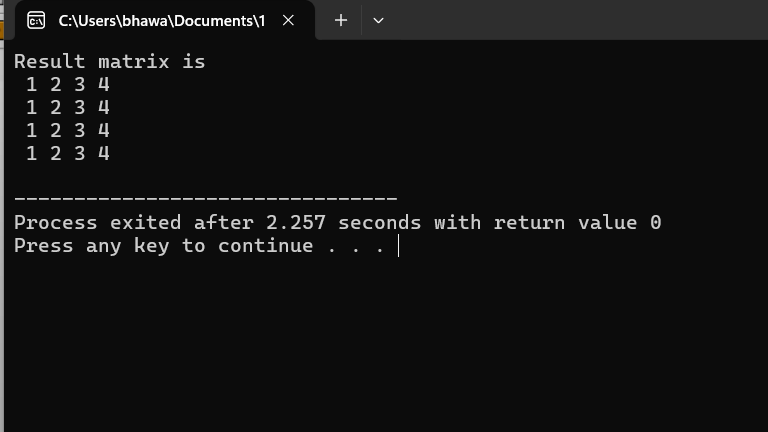 C:\Users\bhawa\Documents\1
Result matrix is
1 2 3 4
1 2 3 4
1 2 3 4
1 2 3 4
--------------------------------
Process exited after 2.257 seconds with return value 0
Press any key to continue . . .